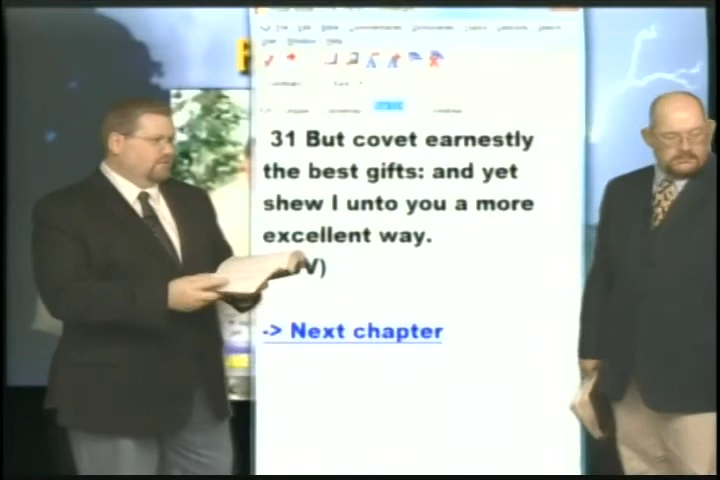 31 But covet earnestly
the best gifts: and yet
shew I unto you a more
excellent way.
V)
-> Next chapter